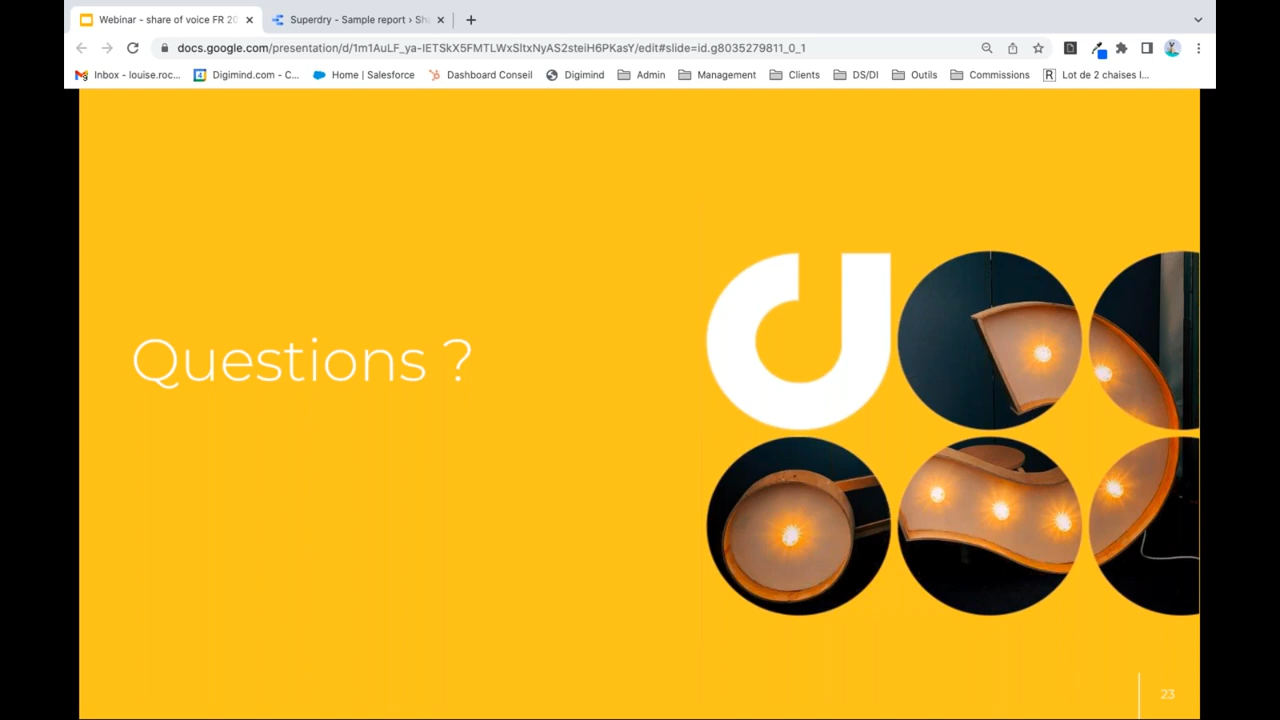 Webinar - share of voice FR 20
Superdry - Sample report › Sha
docs.google.com/presentation/d/1m1AuLF_ya-IETSkX5FMTLWxSltxNyAS2steiH6PKasY/edit#slide=id.g8035279811_0_1
Inbox - louise.roc...
Digimind.com - C...
Home | Salesforce
Dashboard Conseil
Digimind
Admin
Management
Clients
DS/DI
Outils
Commissions
Lot de 2 chaises l...
Questions ?
23